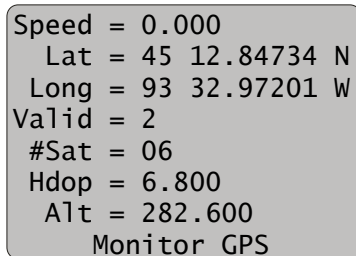 Speed = 0.000
Lat = 45 12.84734 N
Long = 93 32.97201 W
Valid = 2
#Sat = 06
Hdop = 6.800
Alt = 282.600
Monitor GPS